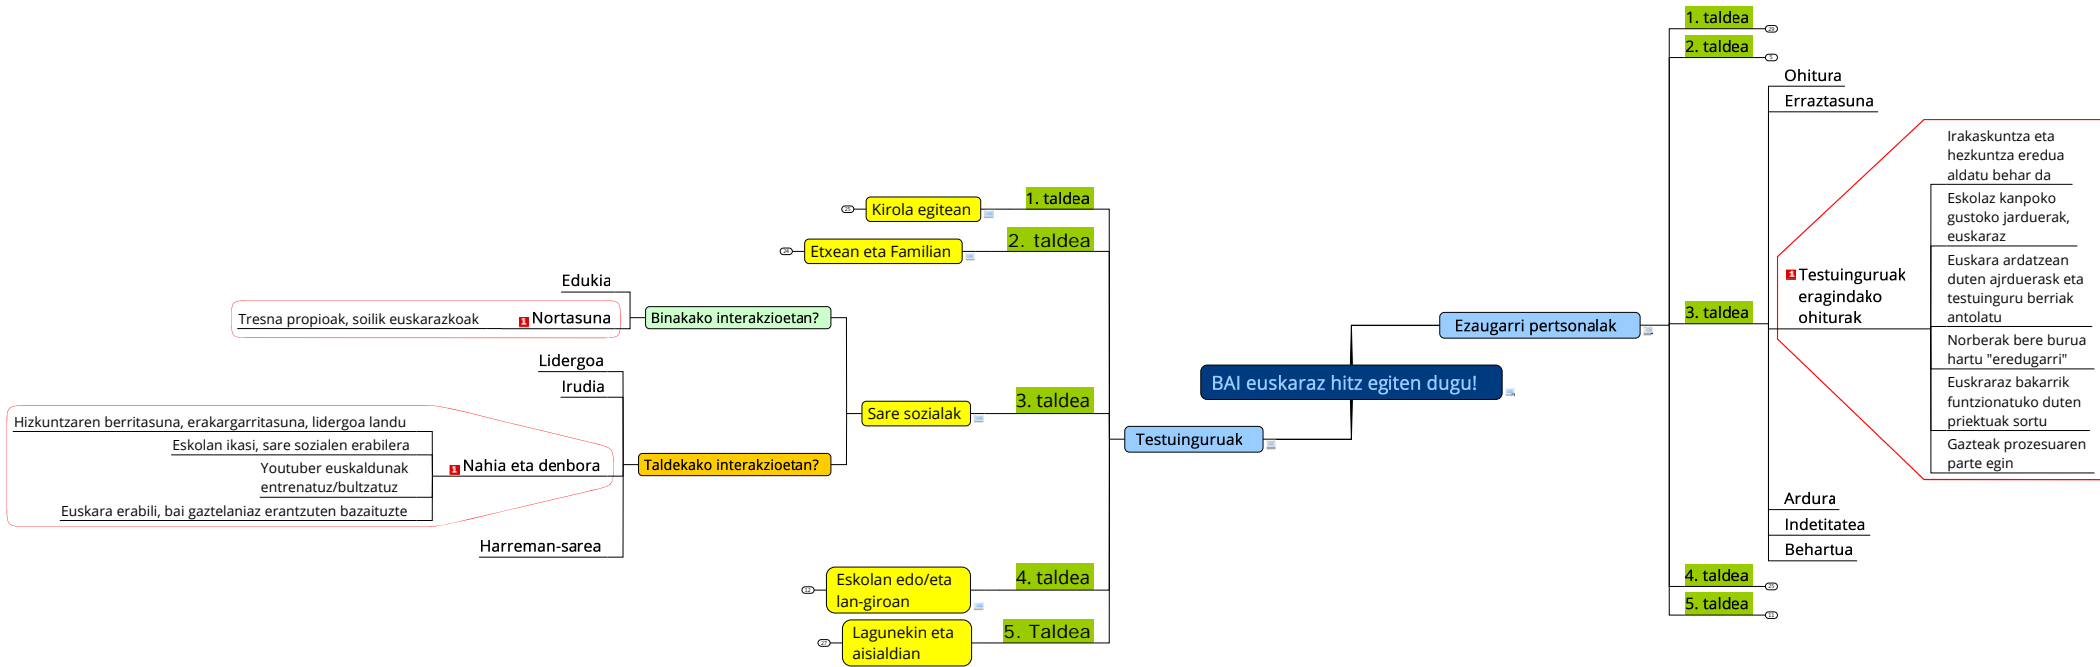 BAI euskaraz hitz egiten dugu!
Ezaugarri pertsonalak
1. taldea
2. taldea
3. taldea
Ohitura
Erraztasuna
1
Testuinguruak
eragindako
ohiturak
Irakaskuntza eta
hezkuntza eredua
aldatu behar da
Eskolaz kanpoko
gustoko jarduerak,
euskaraz
Euskara ardatzean
duten ajrduerask eta
testuinguru berriak
antolatu
Norberak bere burua
hartu "eredugarri"
Euskraraz bakarrik
funtzionatuko duten
priektuak sortu
Gazteak prozesuaren
parte egin
Ardura
Indetitatea
Behartua
4. taldea
5. taldea
Testuinguruak
1. taldea
Kirola egitean
2. taldea
Etxean eta Familian
3. taldea
Sare sozialak
Binakako interakzioetan?
Edukia
1 Nortasuna
Tresna propioak, soilik euskarazkoak
Taldekako interakzioetan?
Lidergoa
Irudia
1 Nahia eta denbora
Hizkuntzaren berritasuna, erakargarritasuna, lidergoa landu
Eskolan ikasi, sare sozialen erabilera
Youtuber euskaldunak
entrenatuz/bultzatuz
Euskara erabili, bai gaztelaniaz erantzuten bazaituzte
Harreman-sarea
4. taldea
Eskolan edo/eta
lan-giroan
5. Taldea
Lagunekin eta
aisialdian